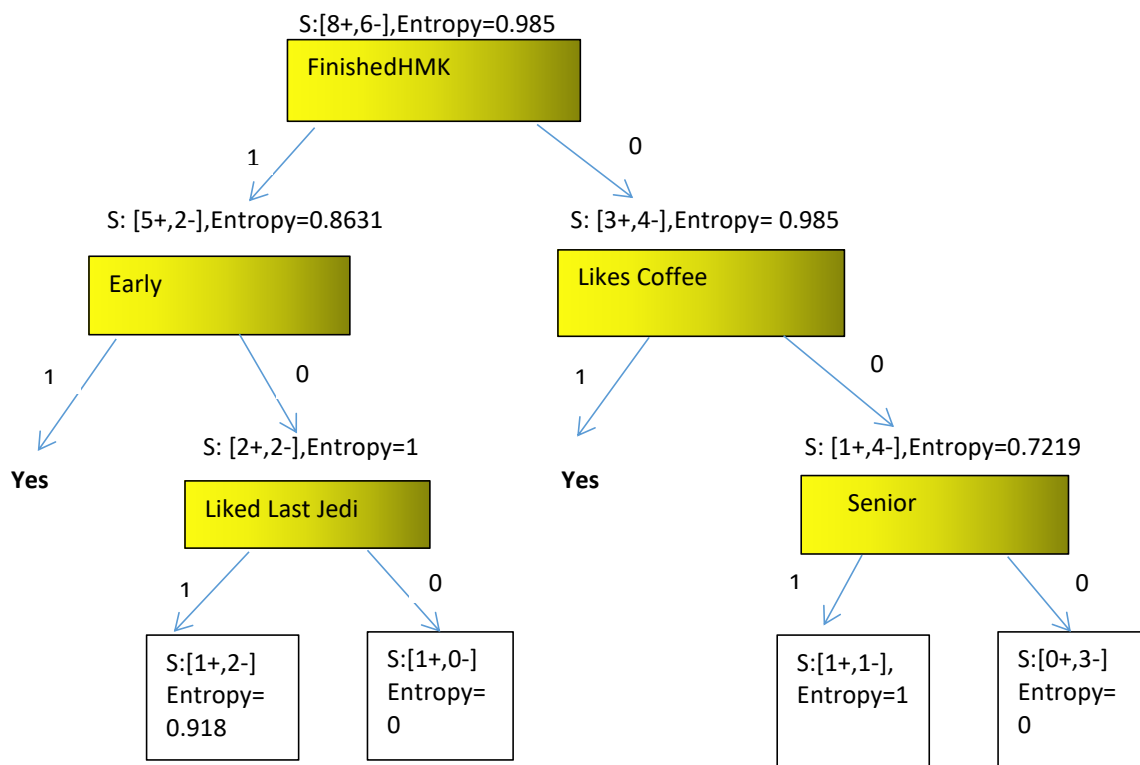 S:[8+,6-],Entropy=0.985
FinishedHMK
1
0
S: [5+,2-],Entropy=0.8631
S: [3+,4-],Entropy= 0.985
Early
Likes Coffee
1
0
1
0
S: [2+,2-],Entropy=1
S: [1+,4-],Entropy=0.7219
Yes
Yes
Liked Last Jedi
Senior
1
0
1
0
S:[1+,2-]
Entropy=
0.918
S:[1+,0-]
Entropy=
0
S:[1+,1-],
Entropy=1
S:[0+,3-]
Entropy=
0